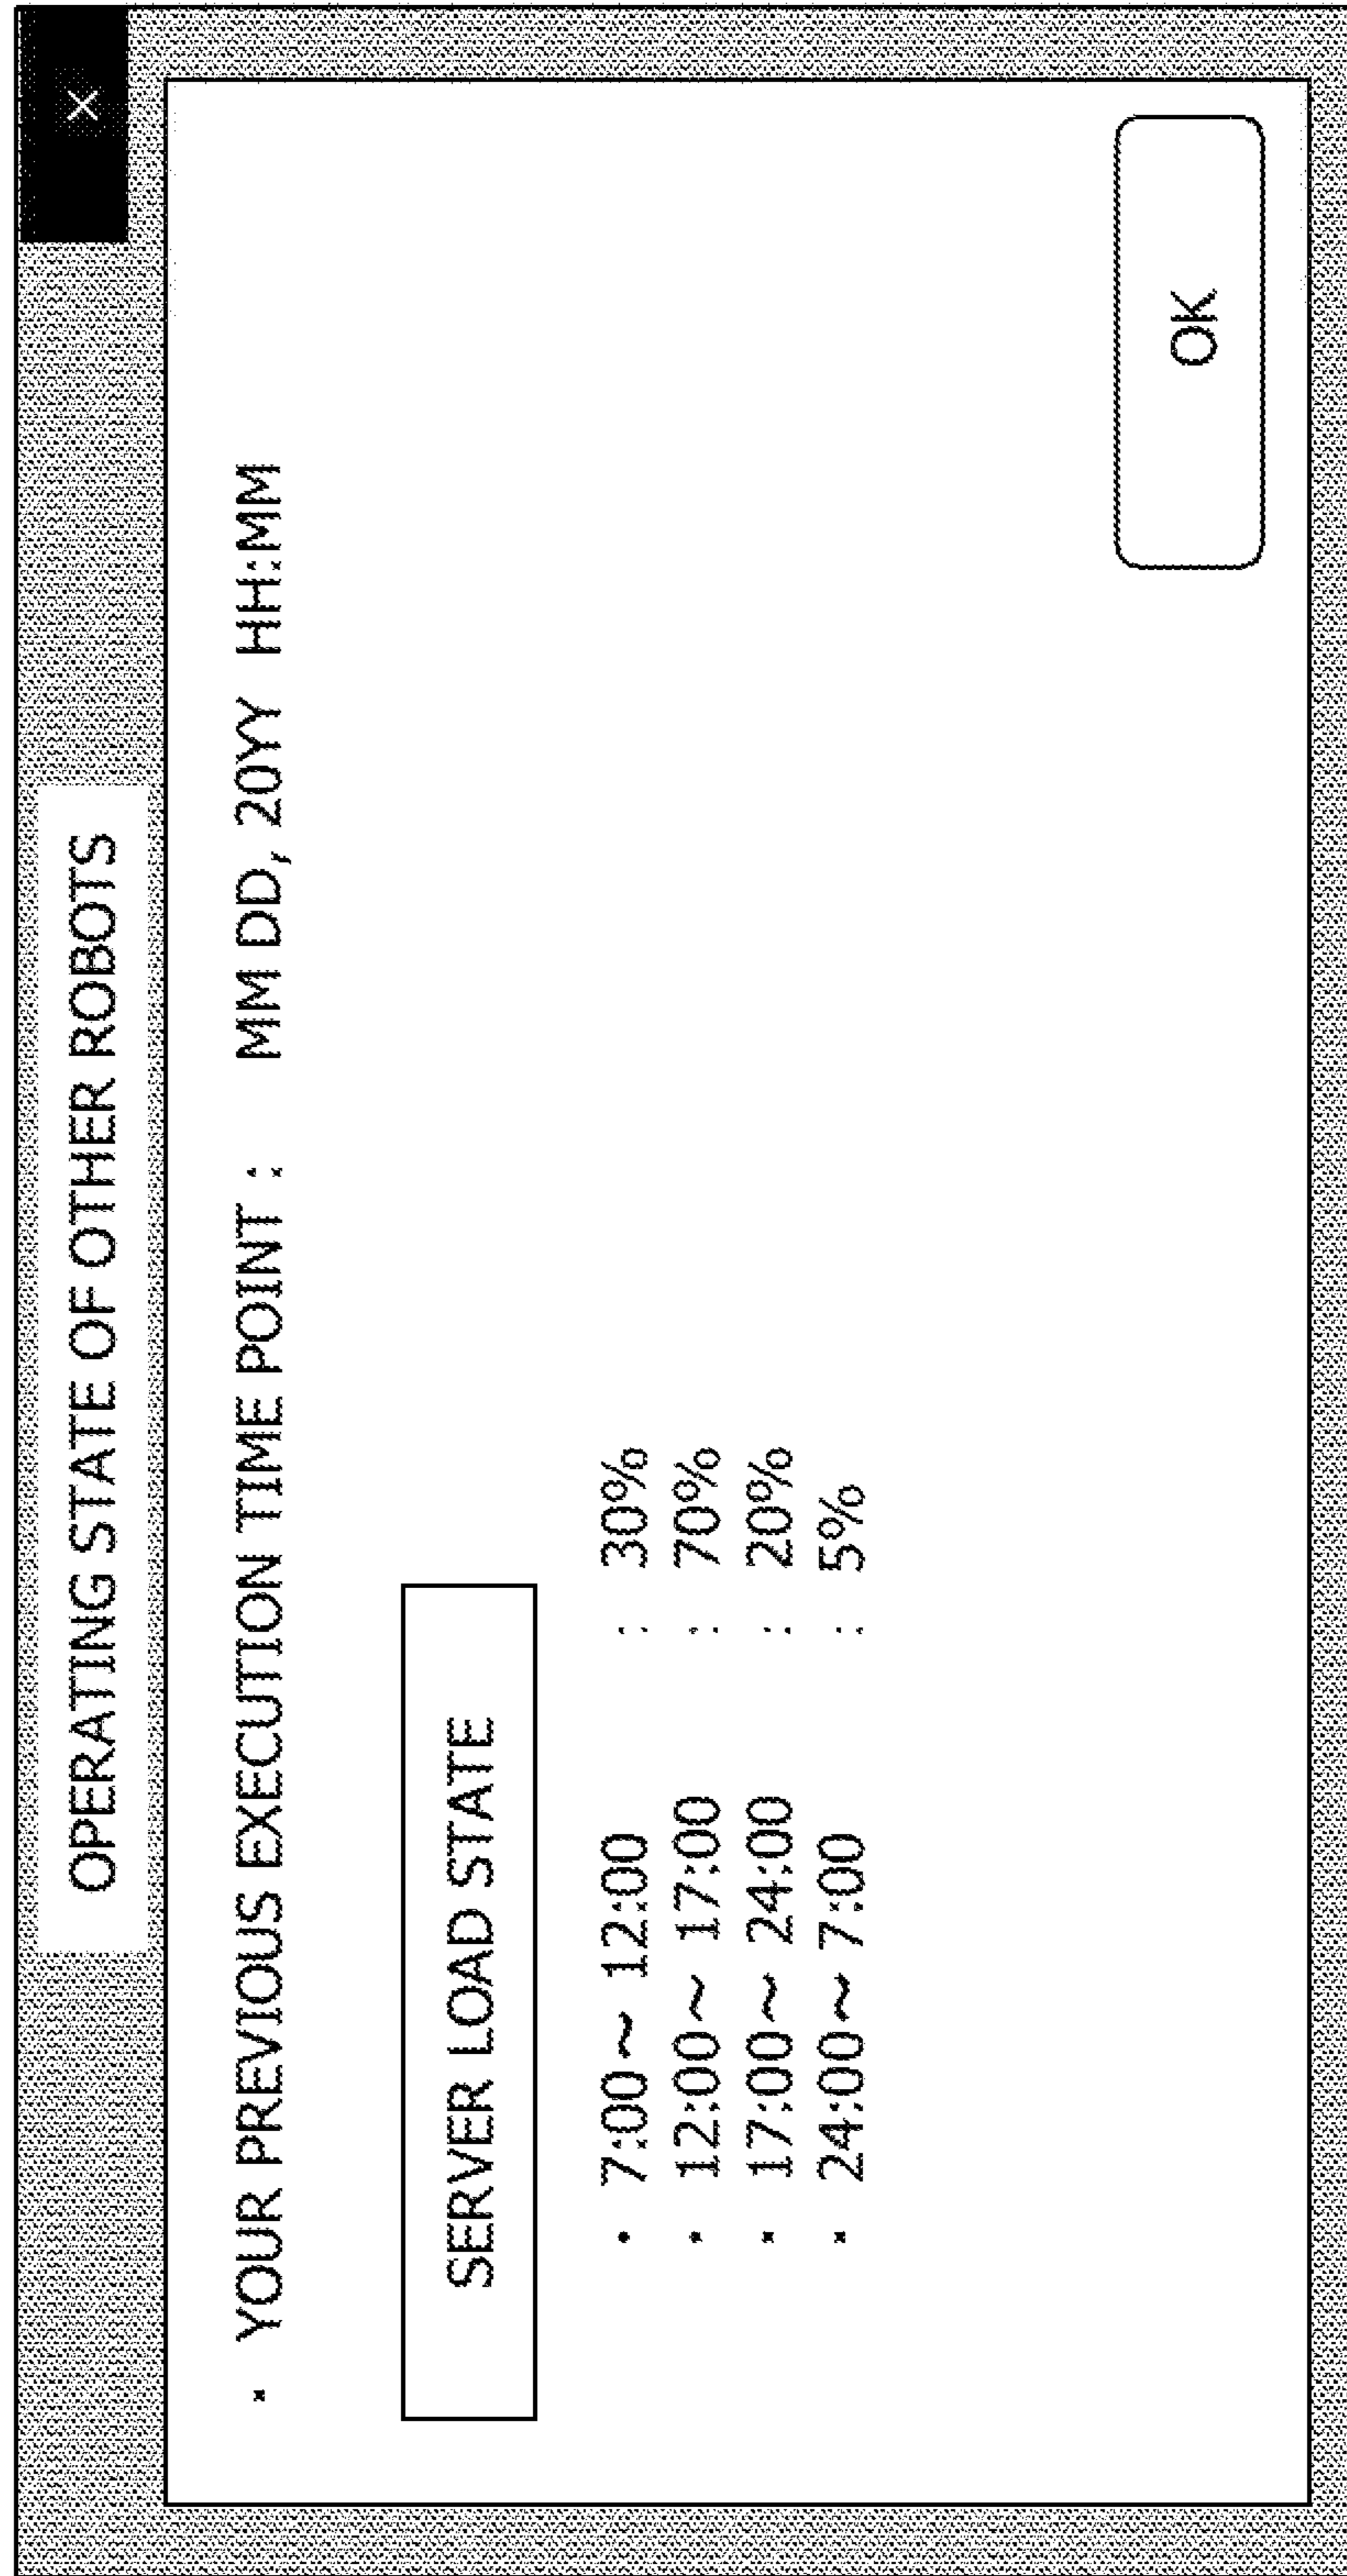 OPERATING STATE OF OTHER ROBOTS
×
· YOUR PREVIOUS EXECUTION TIME POINT : MM DD, 20YY HH:MM
SERVER LOAD STATE
· 7:00~ 12:00 : 30%
· 12:00~ 17:00 : 70%
· 17:00~ 24:00 : 20%
· 24:00~ 7:00 : 5%
OK